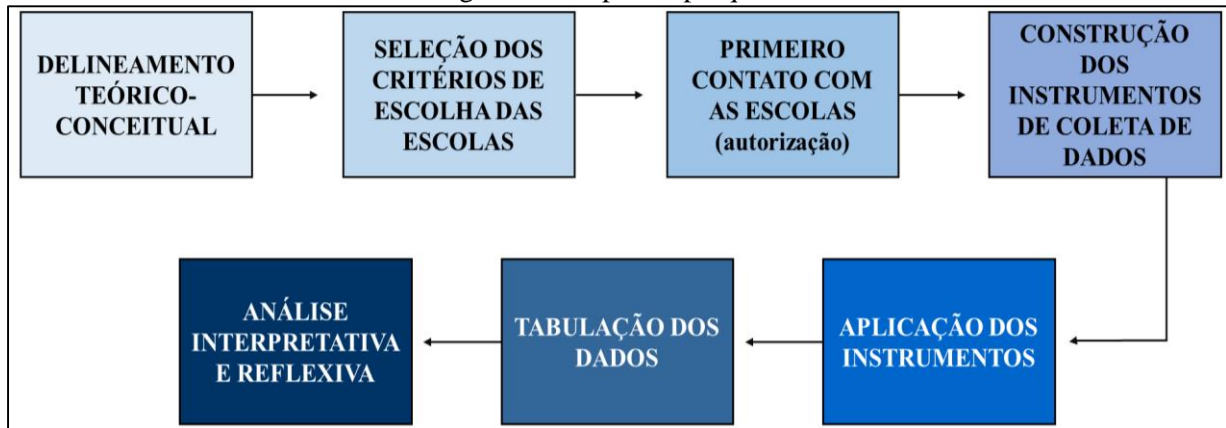 DELINEAMENTO
TEÓRICO-
CONCEITUAL
SELEÇÃO DOS
CRITÉRIOS DE
ESCOLHA DAS
ESCOLAS
PRIMEIRO
CONTATO COM
AS ESCOLAS
(autorização)
CONSTRUÇÃO
DOS
INSTRUMENTOS
DE COLETA DE
DADOS
APLICAÇÃO DOS
INSTRUMENTOS
TABULAÇÃO DOS
DADOS
ANÁLISE
INTERPRETATIVA
E REFLEXIVA